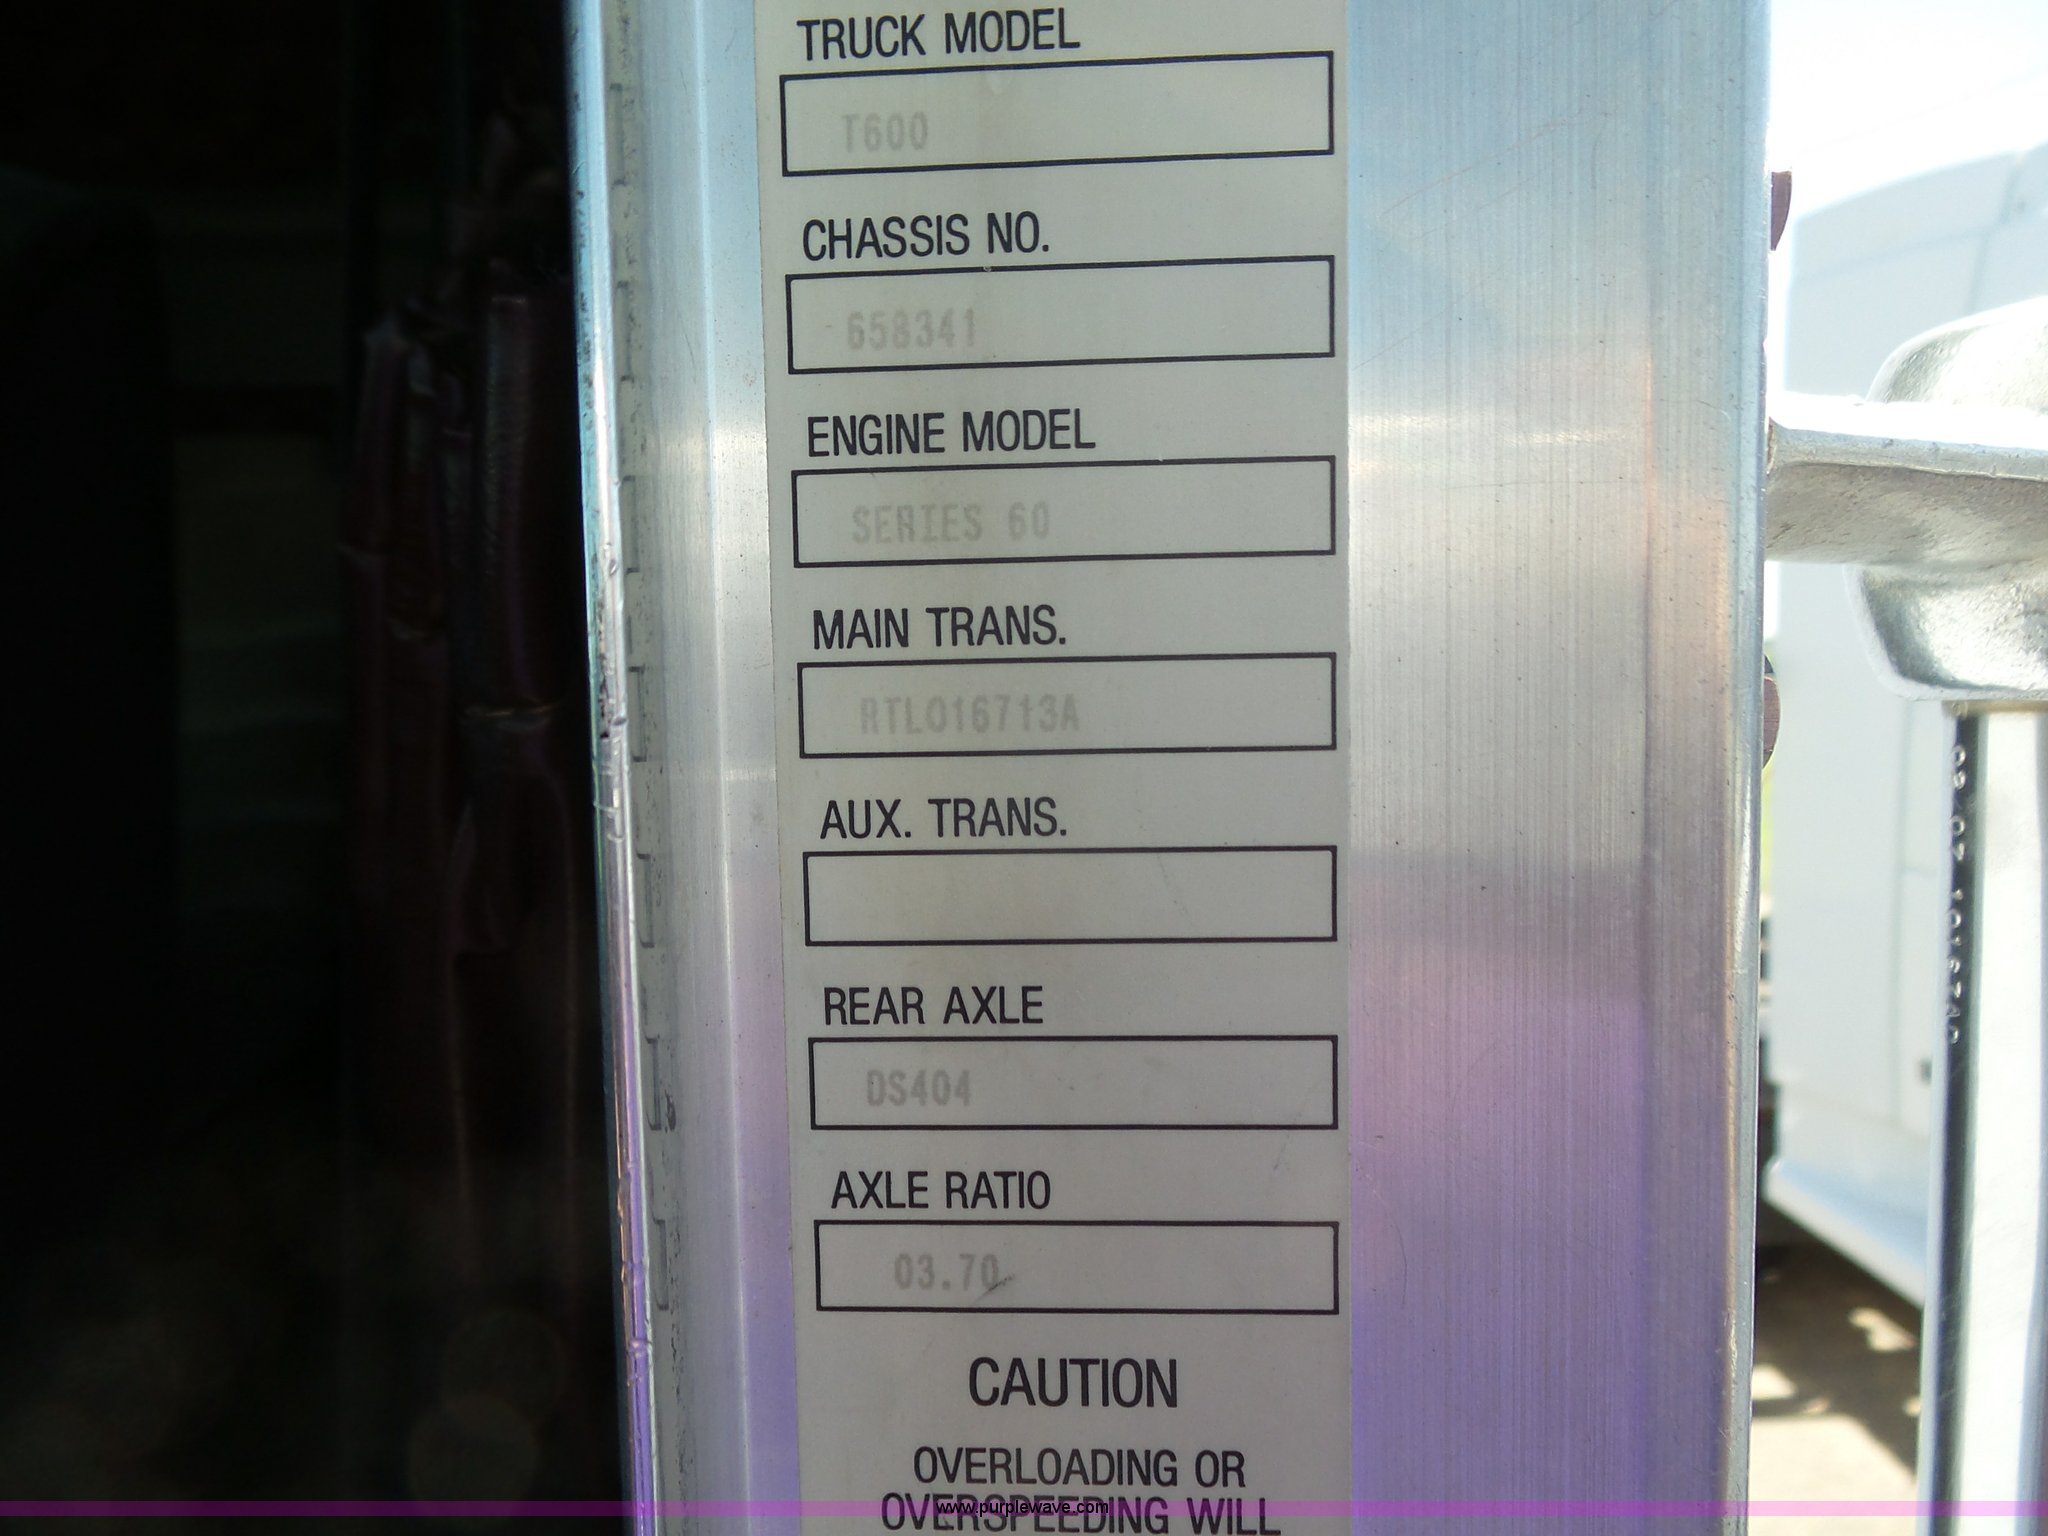 TRUCK MODEL
T600
CHASSIS NO.
658341
ENGINE MODEL
SERIES 60
MAIN TRANS.
RTLO16713A
AUX. TRANS.
REAR AXLE
DS404
AXLE RATIO
03.70
CAUTION
OVERLOADING OR
OVERSPEEDING WILL
www.purplewave.com